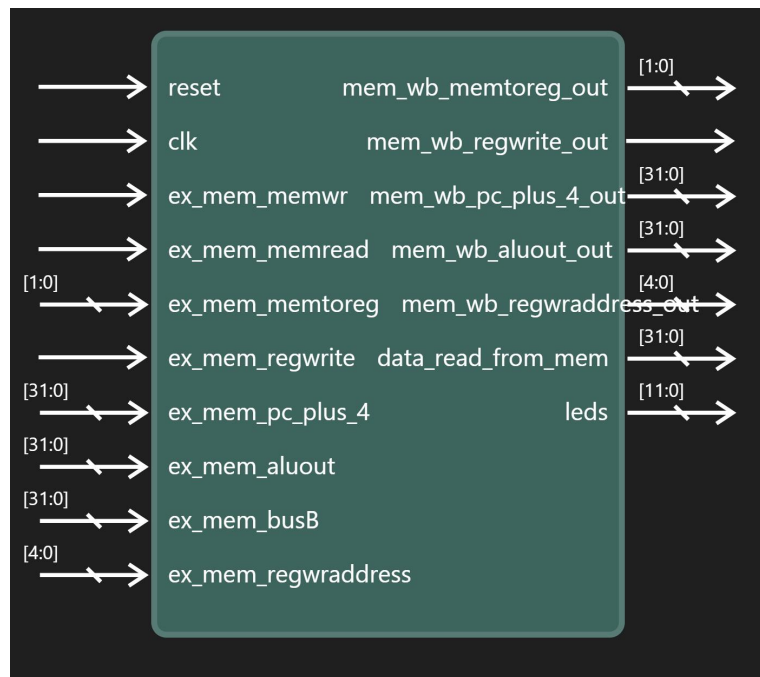 reset mem_wb_memtoreg_out [1:0]
clk mem_wb_regwrite_out
ex_mem_memwr mem_wb_pc_plus_4_out [31:0]
ex_mem_memread mem_wb_aluout_out [31:0]
[1:0] ex_mem_memtoreg mem_wb_regwraddress_out [4:0]
ex_mem_regwrite data_read_from_mem [31:0]
[31:0] ex_mem_pc_plus_4 leds [11:0]
[31:0] ex_mem_aluout
[31:0] ex_mem_busB
[4:0] ex_mem_regwraddress